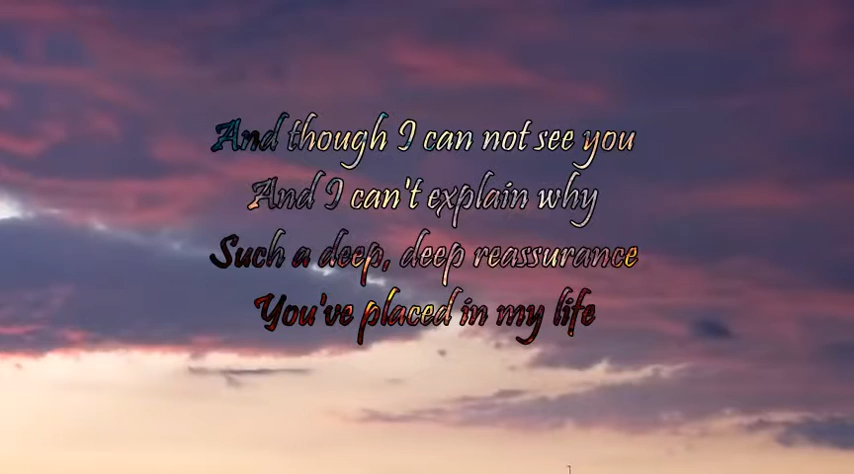 And though I can not see you
And I can't explain why
Such a deep, deep reassurance
You've placed in my life